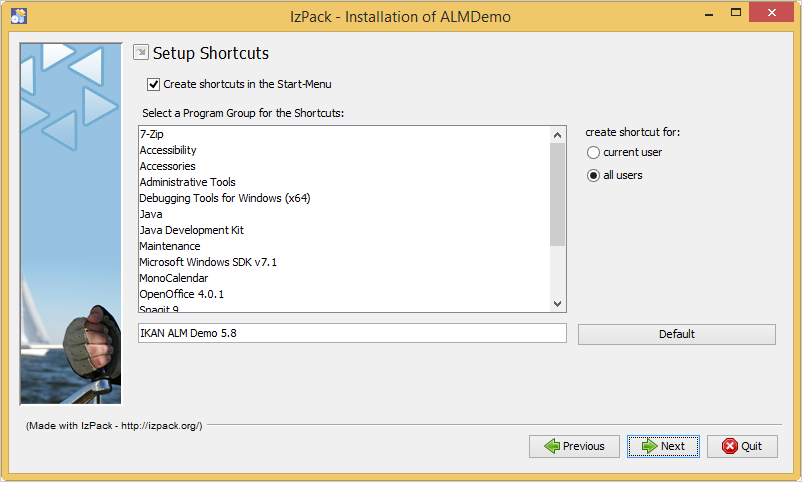 IzPack - Installation of ALMDemo
Setup Shortcuts
Create shortcuts in the Start-Menu
Select a Program Group for the Shortcuts:
7-Zip
Accessibility
Accessories
Administrative Tools
Debugging Tools for Windows (x64)
Java
Java Development Kit
Maintenance
Microsoft Windows SDK v7.1
MonoCalendar
OpenOffice 4.0.1
Snagit 9
create shortcut for:
current user
all users
IKAN ALM Demo 5.8
Default
(Made with IzPack - http://izpack.org/)
Previous
Next
Quit